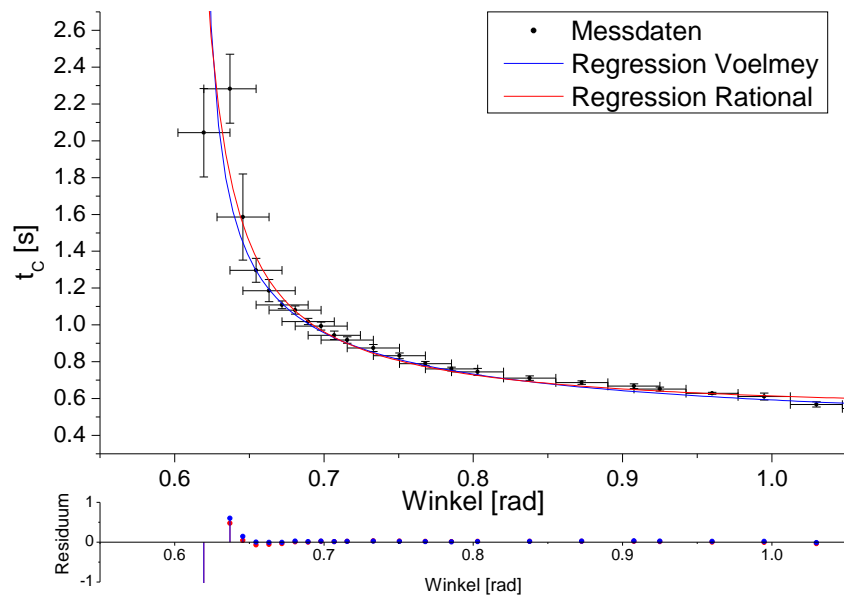 Messdaten
Regression Voelmey
Regression Rational
2.6
2.4
2.2
2.0
1.8
1.6
1.4
1.2
1.0
0.8
0.6
0.4
t_C [s]
0.6 0.7 0.8 0.9 1.0
Winkel [rad]
Residuum
1
0
-1
0.6 0.7 0.8 0.9 1.0
Winkel [rad]